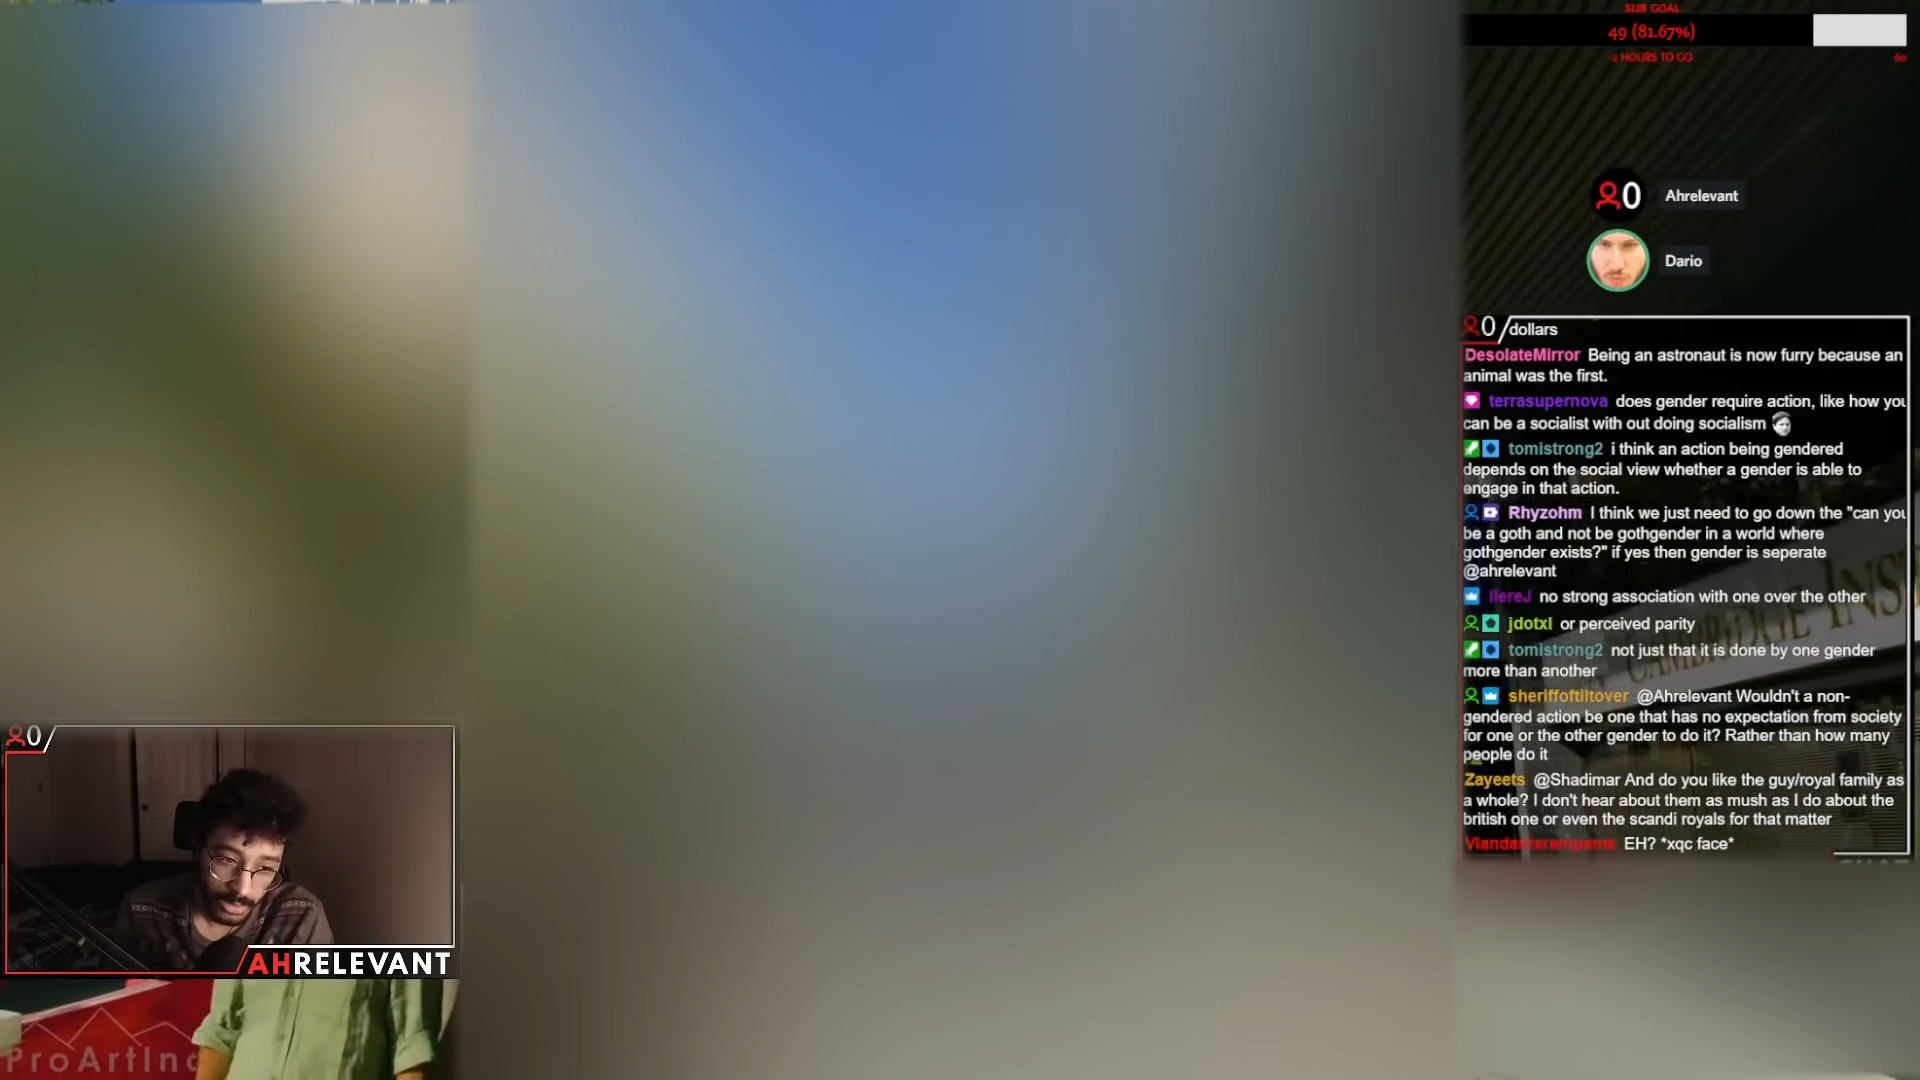 SUB GOAL
49 (81.67%)
-2 HOURS TO GO
60
0
Ahrelevant
Dario
0 /dollars
DesolateMirror Being an astronaut is now furry because an
animal was the first.
terrasupernova does gender require action, like how you
can be a socialist with out doing socialism
tomistrong2 i think an action being gendered
depends on the social view whether a gender is able to
engage in that action.
Rhyzohm I think we just need to go down the "can you
be a goth and not be gothgender in a world where
gothgender exists?" if yes then gender is seperate
@ahrelevant
no strong association with one over the other
jdotxl or perceived parity
tomistrong2 not just that it is done by one gender
more than another
sheriffoftiltover @Ahrelevant Wouldn't a non-
gendered action be one that has no expectation from society
for one or the other gender to do it? Rather than how many
people do it
Zayeets @Shadimar And do you like the guy/royal family as
a whole? I don't hear about them as mush as I do about the
british one or even the scandi royals for that matter
EH? *xqc face*
CAMBRIDGE INST
0/
AHRELEVANT
ProArtInc